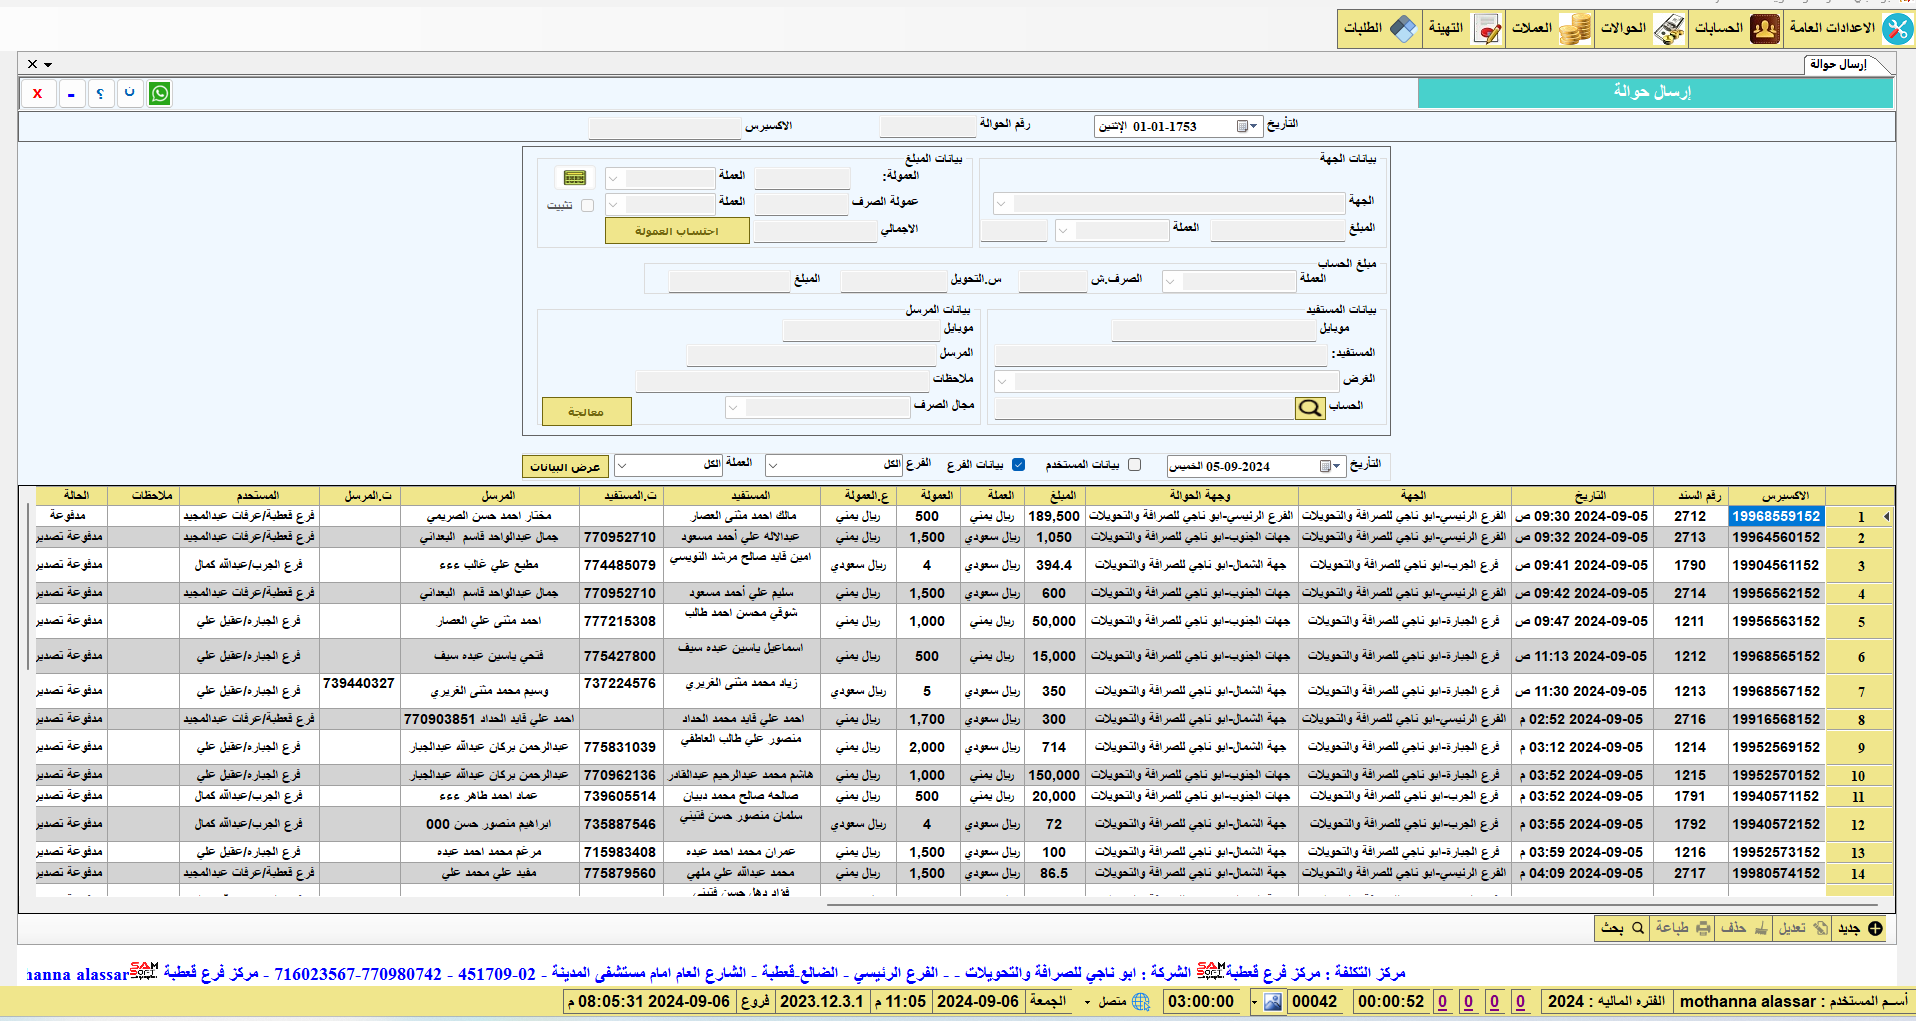 الاعدادات العامة الحسابات الحوالات العملات التهيئة الطلبات
إرسال حوالة
إرسال حوالة
ن ؟ - x
التأريخ الإثنين 01-01-1753 رقم الحوالة الاكسبرس
بيانات الجهة
الجهة
المبلغ العملة
بيانات المبلغ
العمولة: العملة
عمولة الصرف العملة تثبيت
الاجمالي احتساب العمولة
مبلغ الحساب
العملة الصرف.ش س.التحويل المبلغ
بيانات المستفيد
موبايل
المستفيد:
الغرض
الحساب
بيانات المرسل
موبايل
المرسل
ملاحظات
مجال الصرف معالجة
التأريخ الخميس 05-09-2024 بيانات المستخدم بيانات الفرع الفرع الكل العملة الكل عرض البيانات
الاكسبرس رقم السند التاريخ الجهة وجهة الحوالة المبلغ العملة العمولة ع.العمولة المستفيد ت.المستفيد المرسل ت.المرسل المستخدم ملاحظات الحالة
1 19968559152 2712 2024-09-05 09:30 ص الفرع الرئيسي-ابو ناجي للصرافة والتحويلات الفرع الرئيسي-ابو ناجي للصرافة والتحويلات 189,500 ريال يمني 500 ريال يمني مالك احمد مثنى العصار مختار احمد حسن الصريمي فرع قعطبة/عرفات عبدالمجيد مدفوعة
2 19964560152 2713 2024-09-05 09:32 ص الفرع الرئيسي-ابو ناجي للصرافة والتحويلات جهات الجنوب-ابو ناجي للصرافة والتحويلات 1,050 ريال سعودي 1,500 ريال يمني عبدالاله علي أحمد مسعود 770952710 جمال عبدالواحد قاسم البعداني فرع قعطبة/عرفات عبدالمجيد مدفوعة تصدير
3 19904561152 1790 2024-09-05 09:41 ص فرع الجرب-ابو ناجي للصرافة والتحويلات جهة الشمال-ابو ناجي للصرافة والتحويلات 394.4 ريال سعودي 4 ريال سعودي امين قايد صالح مرشد النويسي 774485079 مطيع علي غالب ءءء فرع الجرب/عبدالله كمال مدفوعة تصدير
4 19956562152 2714 2024-09-05 09:42 ص الفرع الرئيسي-ابو ناجي للصرافة والتحويلات جهات الجنوب-ابو ناجي للصرافة والتحويلات 600 ريال سعودي 1,500 ريال يمني سليم علي أحمد مسعود 770952710 جمال عبدالواحد قاسم البعداني فرع قعطبة/عرفات عبدالمجيد مدفوعة تصدير
5 19956563152 1211 2024-09-05 09:47 ص فرع الجبارة-ابو ناجي للصرافة والتحويلات جهات الجنوب-ابو ناجي للصرافة والتحويلات 50,000 ريال يمني 1,000 ريال يمني شوقي محسن احمد طالب 777215308 احمد مثنى علي العصار فرع الجباره/عقيل علي مدفوعة تصدير
6 19968565152 1212 2024-09-05 11:13 ص فرع الجبارة-ابو ناجي للصرافة والتحويلات جهات الجنوب-ابو ناجي للصرافة والتحويلات 15,000 ريال يمني 500 ريال يمني اسماعيل ياسين عبده سيف 775427800 فتحي ياسين عبده سيف فرع الجباره/عقيل علي مدفوعة تصدير
7 19968567152 1213 2024-09-05 11:30 ص فرع الجبارة-ابو ناجي للصرافة والتحويلات جهة الشمال-ابو ناجي للصرافة والتحويلات 350 ريال سعودي 5 ريال سعودي زياد محمد مثنى الغريري 737224576 وسيم محمد مثنى الغريري 739440327 فرع الجباره/عقيل علي مدفوعة تصدير
8 19916568152 2716 2024-09-05 02:52 م الفرع الرئيسي-ابو ناجي للصرافة والتحويلات جهة الشمال-ابو ناجي للصرافة والتحويلات 300 ريال سعودي 1,700 ريال يمني احمد علي قايد محمد الحداد احمد علي قايد الحداد 770903851 فرع قعطبة/عرفات عبدالمجيد مدفوعة تصدير
9 19952569152 1214 2024-09-05 03:12 م فرع الجبارة-ابو ناجي للصرافة والتحويلات جهة الشمال-ابو ناجي للصرافة والتحويلات 714 ريال سعودي 2,000 ريال يمني منصور علي طالب العاطفي 775831039 عبدالرحمن بركان عبدالله عبدالجبار فرع الجباره/عقيل علي مدفوعة تصدير
10 19952570152 1215 2024-09-05 03:52 م فرع الجبارة-ابو ناجي للصرافة والتحويلات جهات الجنوب-ابو ناجي للصرافة والتحويلات 150,000 ريال يمني 1,000 ريال يمني هاشم محمد عبدالرحيم عبدالقادر 770962136 عبدالرحمن بركان عبدالله عبدالجبار فرع الجباره/عقيل علي مدفوعة تصدير
11 19940571152 1791 2024-09-05 03:52 م فرع الجرب-ابو ناجي للصرافة والتحويلات جهات الجنوب-ابو ناجي للصرافة والتحويلات 20,000 ريال يمني 500 ريال يمني صالحه صالح محمد دبيان 739605514 عماد احمد طاهر ءءء فرع الجرب/عبدالله كمال مدفوعة تصدير
12 19940572152 1792 2024-09-05 03:55 م فرع الجرب-ابو ناجي للصرافة والتحويلات جهة الشمال-ابو ناجي للصرافة والتحويلات 72 ريال سعودي 4 ريال سعودي سلمان منصور حسن فتيني 735887546 ابراهيم منصور حسن 000 فرع الجرب/عبدالله كمال مدفوعة تصدير
13 19952573152 1216 2024-09-05 03:59 م فرع الجبارة-ابو ناجي للصرافة والتحويلات جهة الشمال-ابو ناجي للصرافة والتحويلات 100 ريال سعودي 1,500 ريال يمني عمران محمد احمد عبده 715983408 مرغم محمد احمد عبده فرع الجباره/عقيل علي مدفوعة تصدير
14 19980574152 2717 2024-09-05 04:09 م الفرع الرئيسي-ابو ناجي للصرافة والتحويلات جهة الشمال-ابو ناجي للصرافة والتحويلات 86.5 ريال سعودي 1,500 ريال يمني محمد عبدالله علي ملهي 775879560 مفيد علي محمد علي فرع قعطبة/عرفات عبدالمجيد مدفوعة تصدير
فؤاد دهل حسن فتيني
جديد تعديل حذف طباعة بحث
مركز التكلفة : مركز فرع قعطبة SAM SOFT الشركة : ابو ناجي للصرافة والتحويلات - - الفرع الرئيسي - الضالع-قعطبة - الشارع العام امام مستشفى المدينة - 02-451709 - 770980742-716023567 - مركز فرع قعطبة SAM SOFT hanna alassar
أسم المستخدم : mothanna alassar الفتره الماليه : 2024 0 0 0 0 00:00:52 00042 03:00:00 متصل الجمعة 2024-09-06 11:05 م 2023.12.3.1 فروع 2024-09-06 08:05:31 م